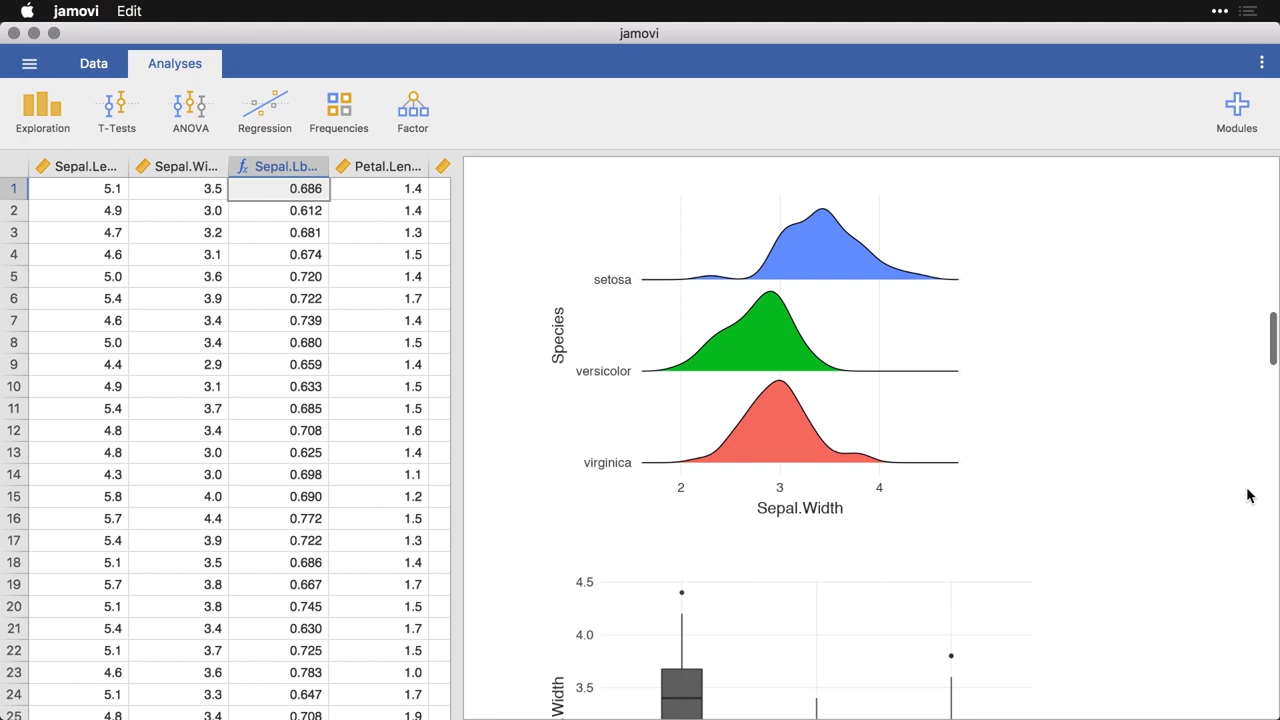 jamovi Edit
jamovi
Data Analyses
Exploration T-Tests ANOVA Regression Frequencies Factor Modules
Sepal.Le... Sepal.Wi... fx Sepal.Lb... Petal.Len...
1 5.1 3.5 0.686 1.4
2 4.9 3.0 0.612 1.4
3 4.7 3.2 0.681 1.3
4 4.6 3.1 0.674 1.5
5 5.0 3.6 0.720 1.4
6 5.4 3.9 0.722 1.7
7 4.6 3.4 0.739 1.4
8 5.0 3.4 0.680 1.5
9 4.4 2.9 0.659 1.4
10 4.9 3.1 0.633 1.5
11 5.4 3.7 0.685 1.5
12 4.8 3.4 0.708 1.6
13 4.8 3.0 0.625 1.4
14 4.3 3.0 0.698 1.1
15 5.8 4.0 0.690 1.2
16 5.7 4.4 0.772 1.5
17 5.4 3.9 0.722 1.3
18 5.1 3.5 0.686 1.4
19 5.7 3.8 0.667 1.7
20 5.1 3.8 0.745 1.5
21 5.4 3.4 0.630 1.7
22 5.1 3.7 0.725 1.5
23 4.6 3.6 0.783 1.0
24 5.1 3.3 0.647 1.7
25 4.8 3.4 0.708 1.9
Species
setosa
versicolor
virginica
2 3 4
Sepal.Width
4.5
4.0
3.5
Width